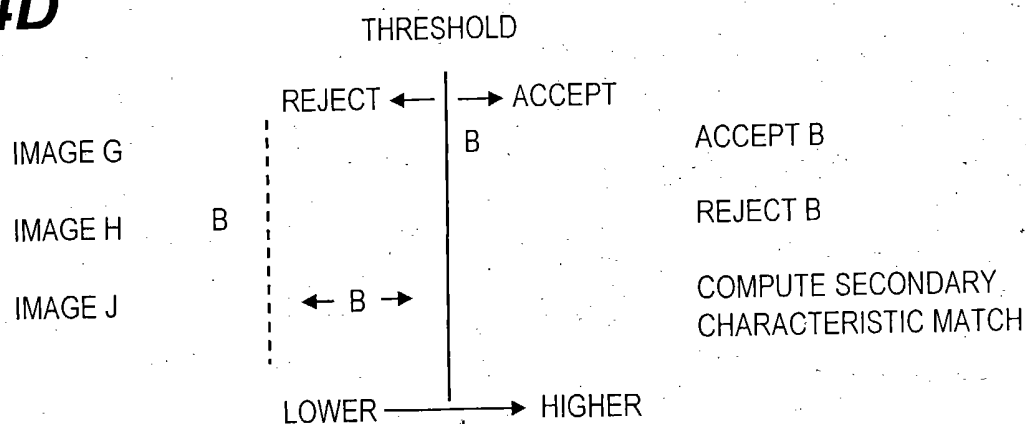 4D
THRESHOLD
REJECT ACCEPT
IMAGE G B ACCEPT B
IMAGE H B REJECT B
IMAGE J B COMPUTE SECONDARY
CHARACTERISTIC MATCH
LOWER HIGHER